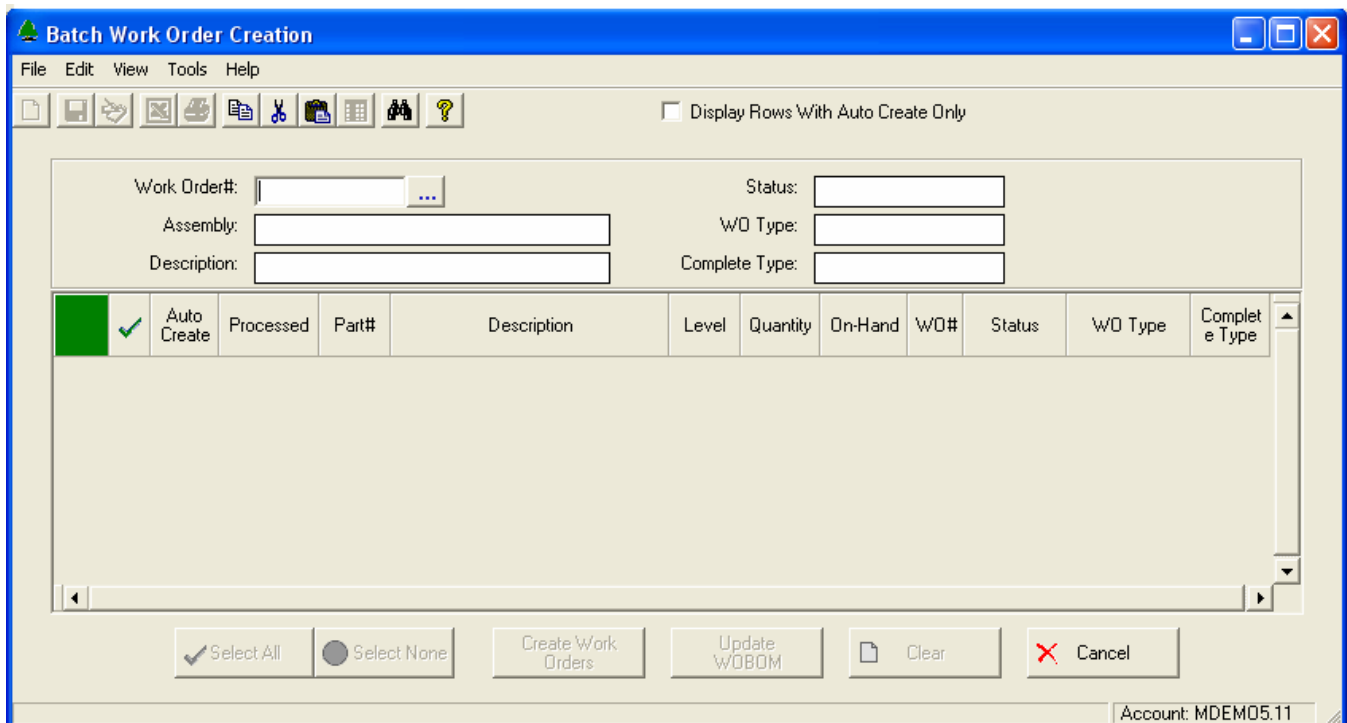 Batch Work Order Creation
File Edit View Tools Help
Display Rows With Auto Create Only
Work Order#: ... Status:
Assembly: WO Type:
Description: Complete Type:
Auto Create Processed Part# Description Level Quantity On-Hand WO# Status WO Type Complet e Type
Select All Select None Create Work Orders Update WOBOM Clear Cancel
Account: MDEMO5.11